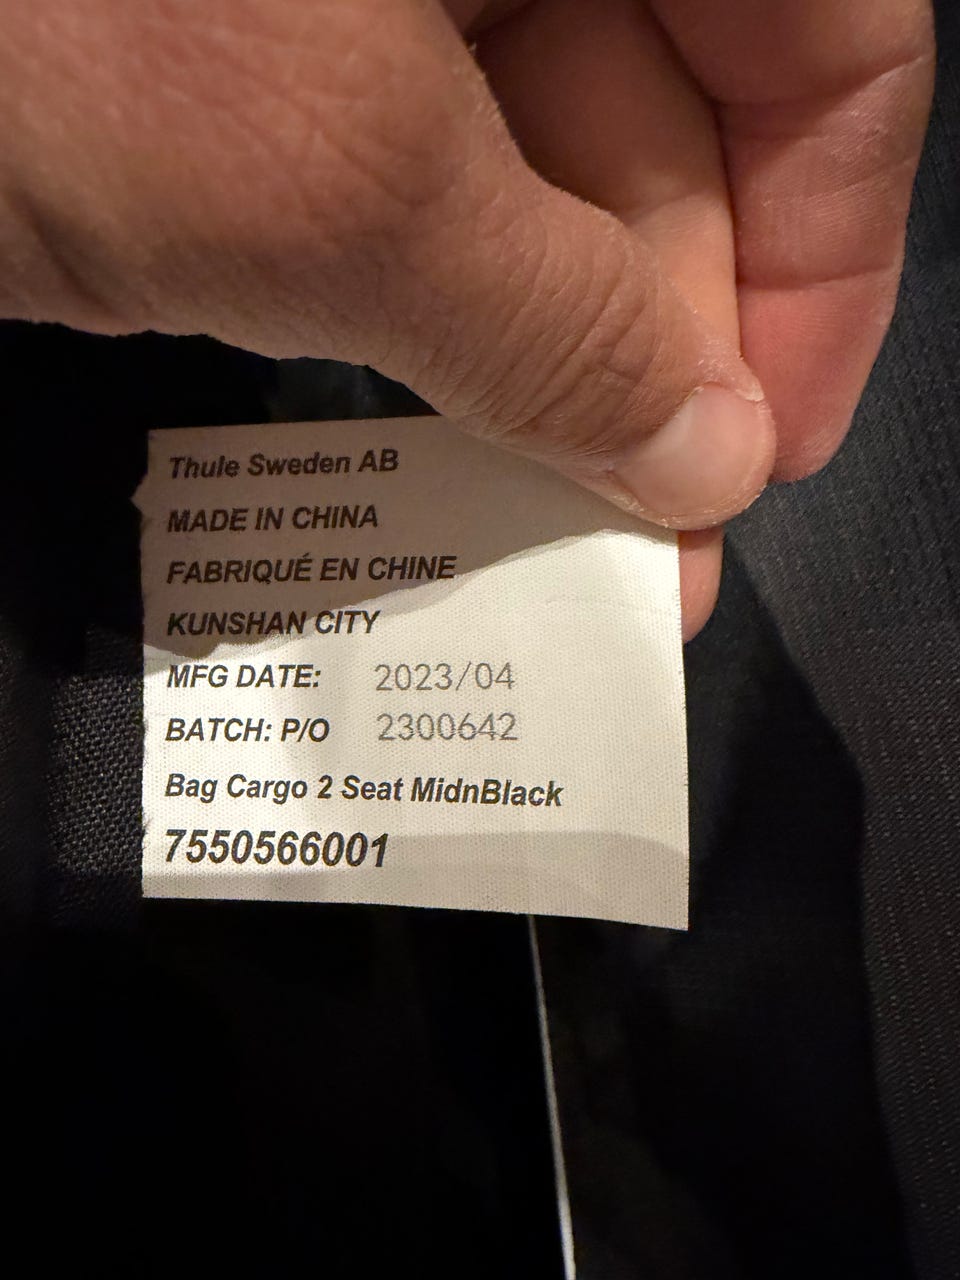 Thule Sweden AB
MADE IN CHINA
FABRIQUÉ EN CHINE
KUNSHAN CITY
MFG DATE: 2023/04
BATCH: P/O 2300642
Bag Cargo 2 Seat MidnBlack
7550566001